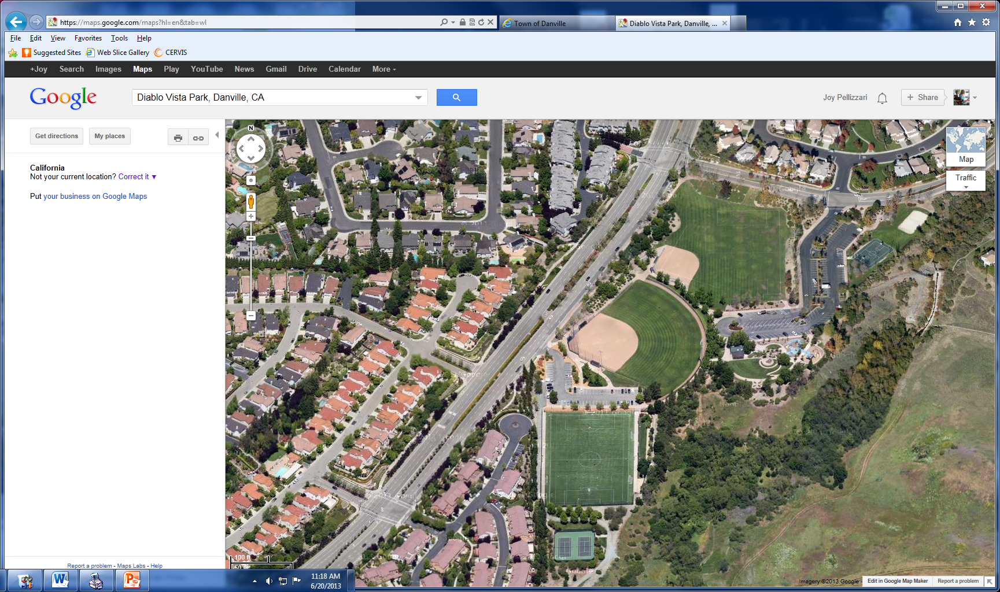 https://maps.google.com/maps?hl=en&tab=wl
Town of Danville
Diablo Vista Park, Danville, ...
File Edit View Favorites Tools Help
Suggested Sites Web Slice Gallery CERVIS
+Joy Search Images Maps Play YouTube News Gmail Drive Calendar More
Google
Diablo Vista Park, Danville, CA
Joy Pellizzari
+ Share
Get directions My places
N
Map
Traffic
California
Not your current location? Correct it ▼
Put your business on Google Maps
Report a problem - Maps Labs - Help
100 ft
50 m
Google
Imagery ©2013 Google -
Edit in Google Map Maker Report a problem
11:18 AM
6/20/2013